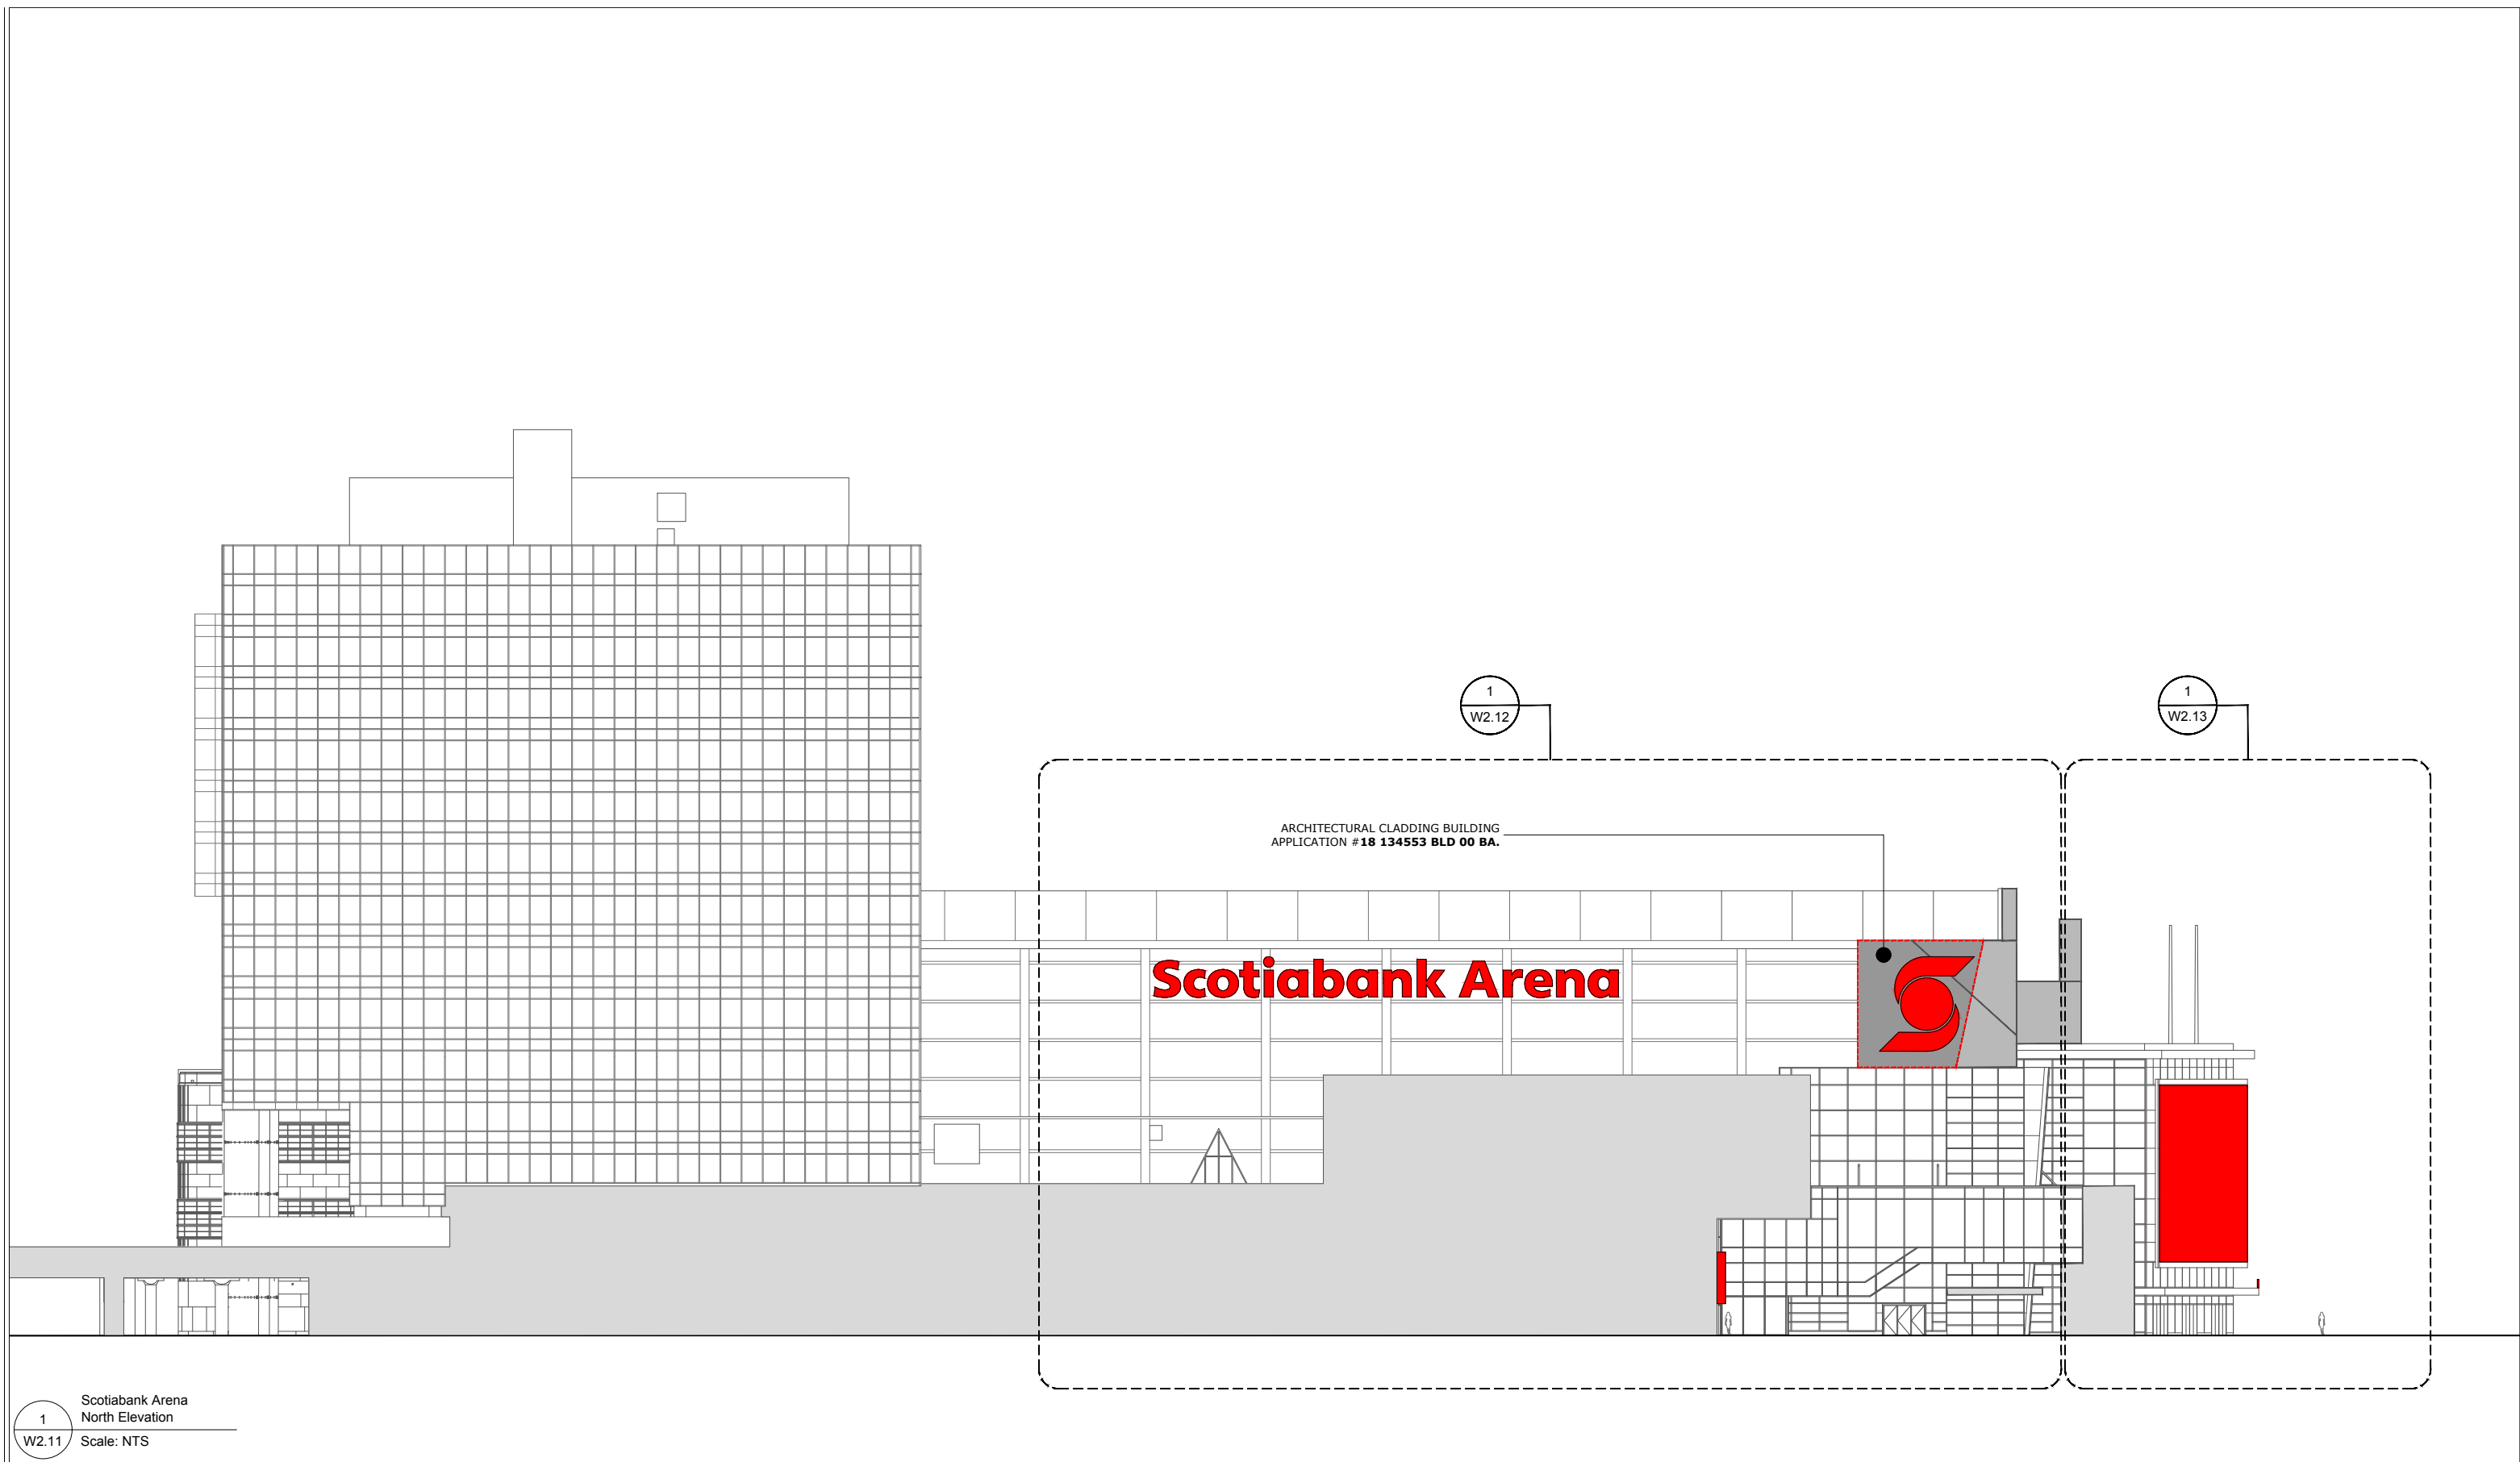 1
W2.12
1
W2.13
ARCHITECTURAL CLADDING BUILDING
APPLICATION #18 134553 BLD 00 BA.
Scotiabank Arena
Scotiabank Arena
1
North Elevation
W2.11
Scale: NTS